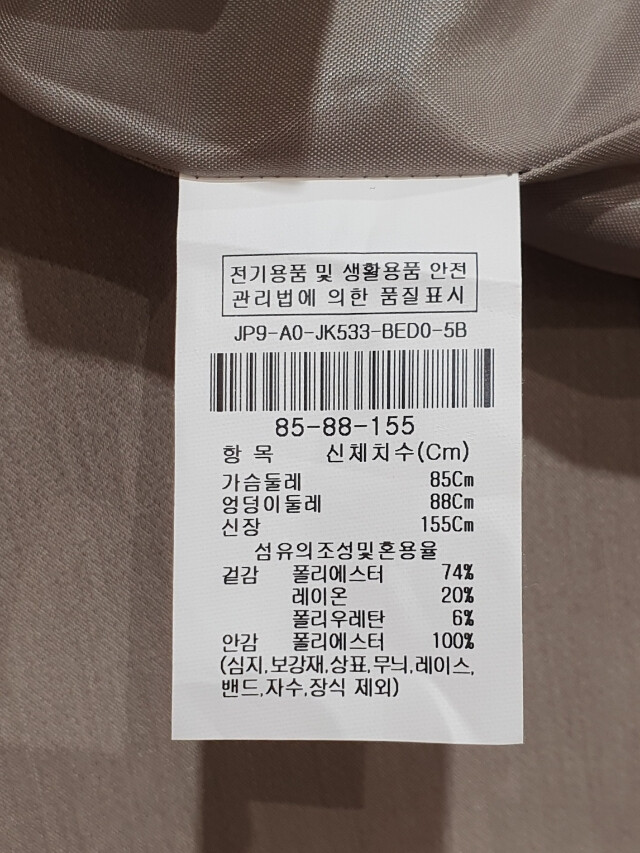 전기용품 및 생활용품 안전
관리법에 의한 품질표시
JP9-A0-JK533-BED0-5B
85-88-155
항 목 신체치수(Cm)
가슴둘레 85Cm
엉덩이둘레 88Cm
신장 155Cm
섬유의조성및혼용율
겉감 폴리에스터 74%
레이온 20%
폴리우레탄 6%
안감 폴리에스터 100%
(심지,보강재,상표,무늬,레이스,
밴드,자수,장식 제외)